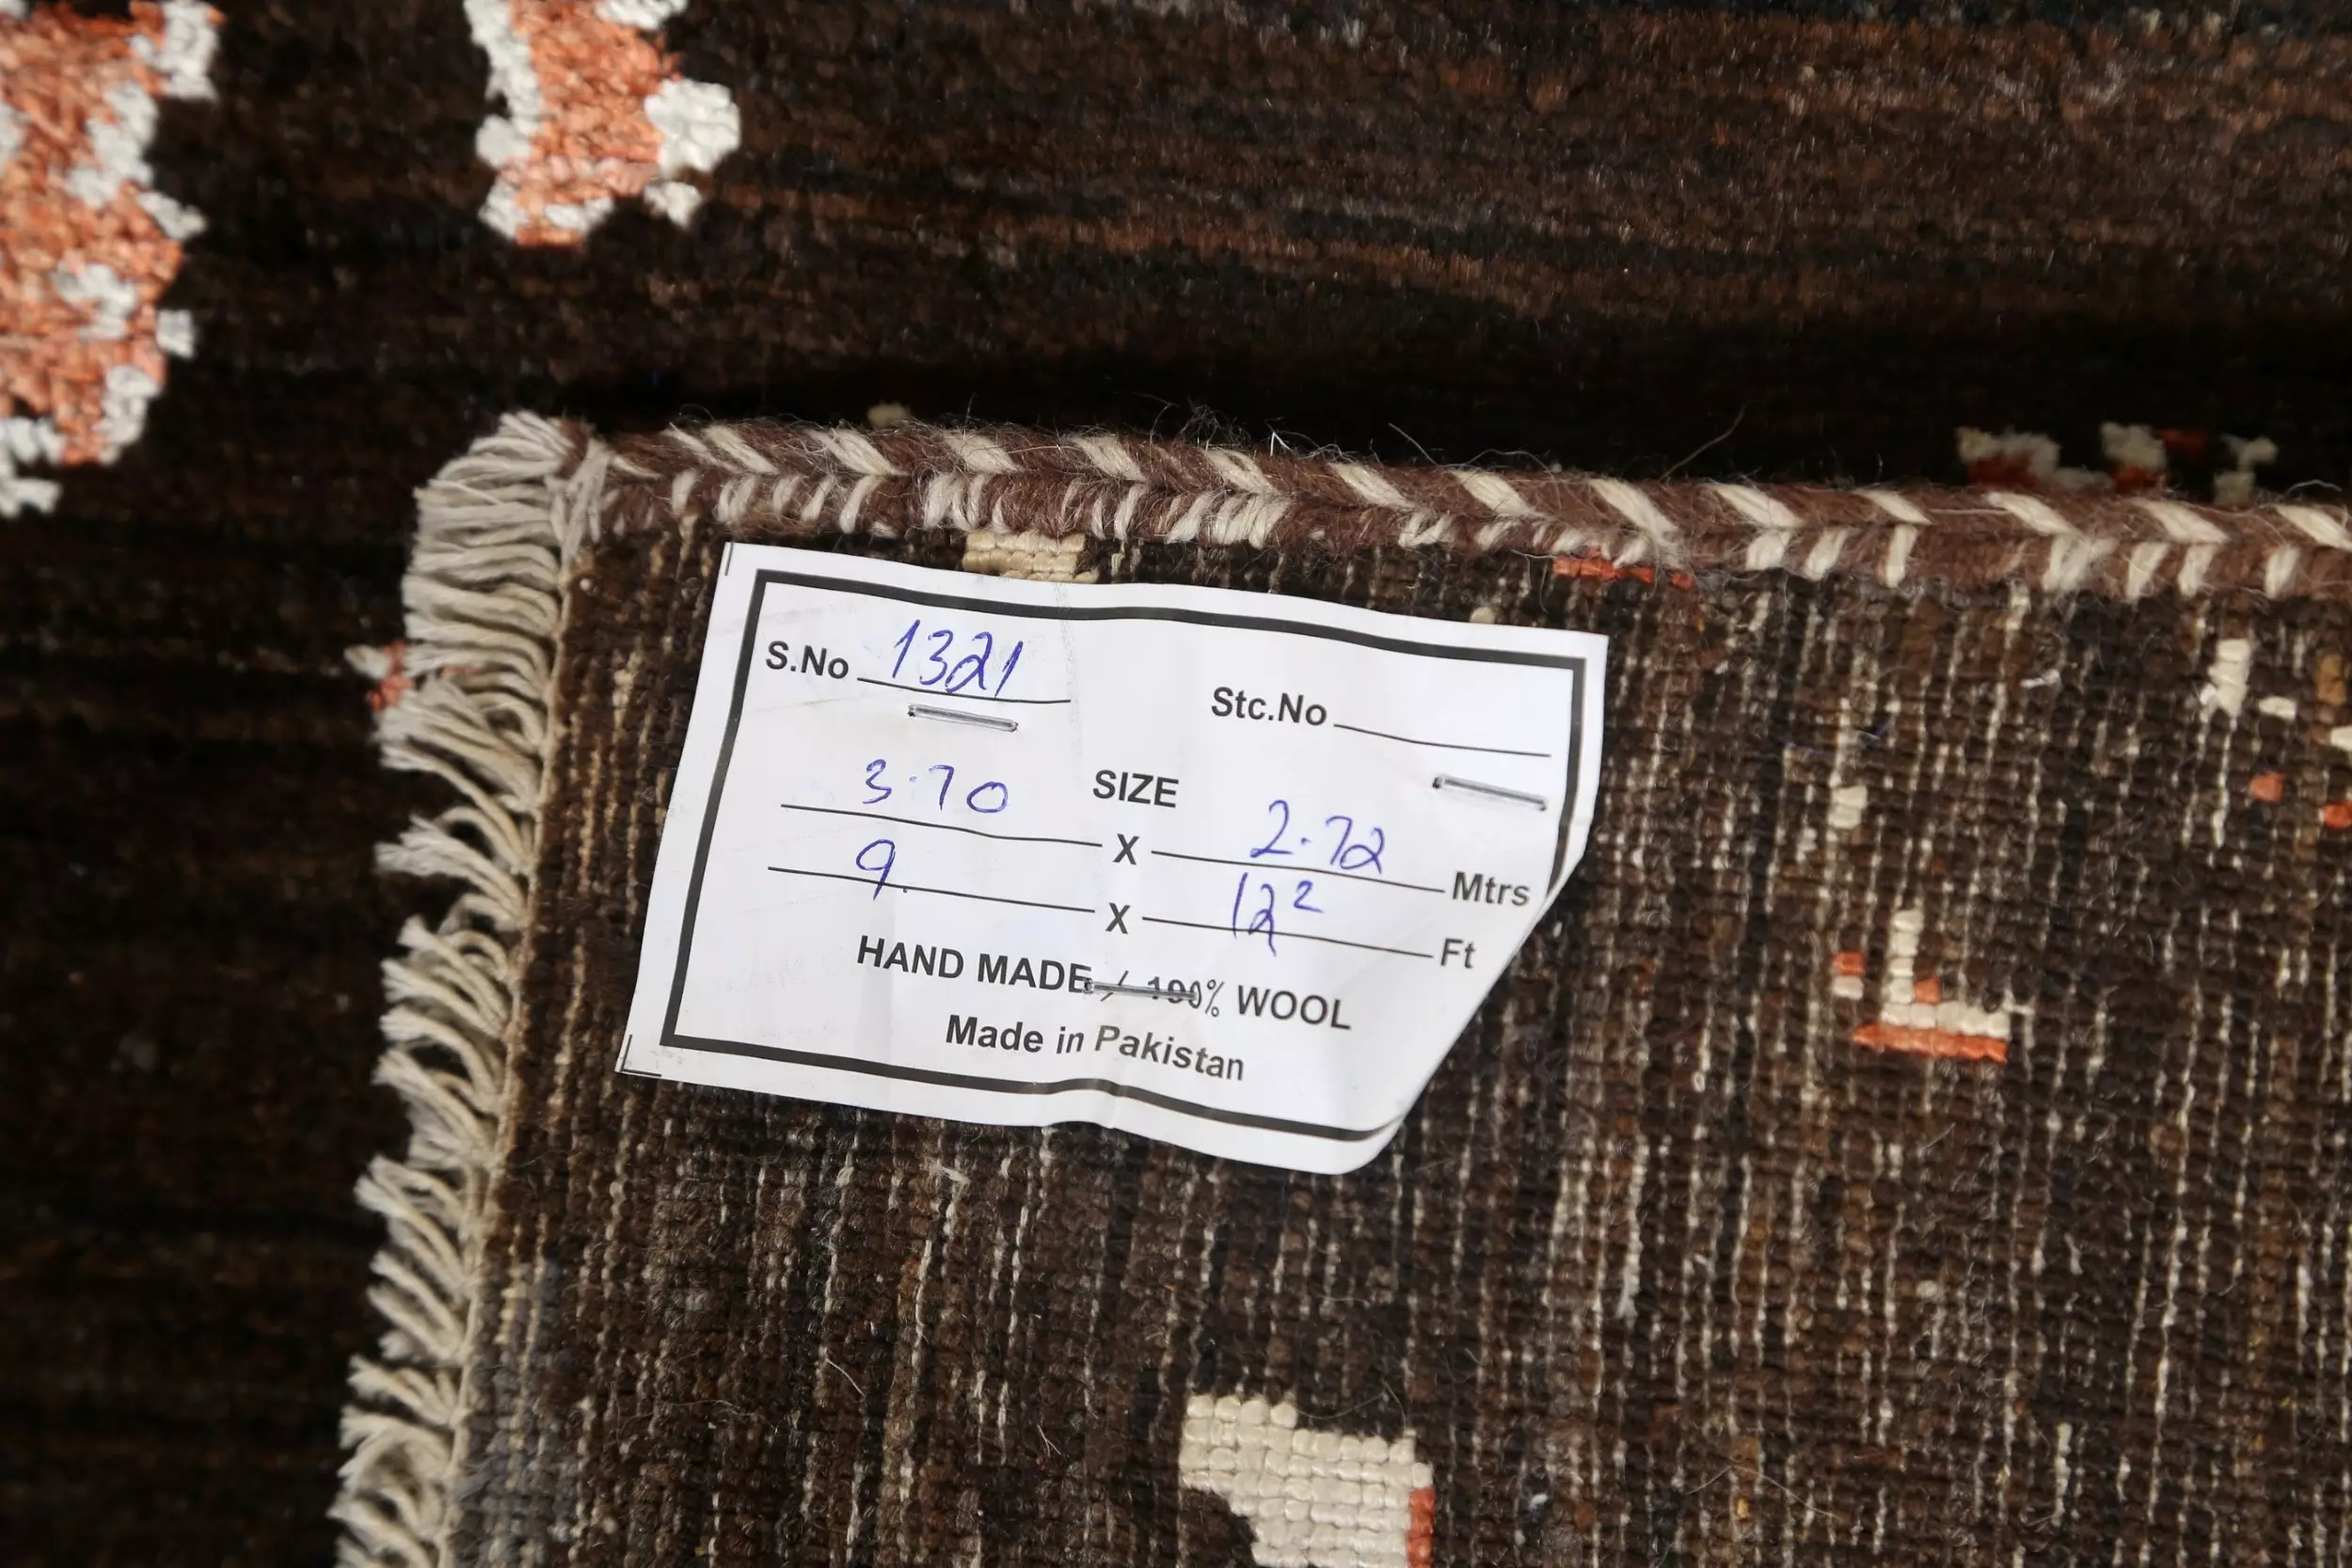 S.No 1321 Stc.No
SIZE
3.70 X 2.72 Mtrs
9 X 12² Ft
HAND MADE / 100% WOOL
Made in Pakistan